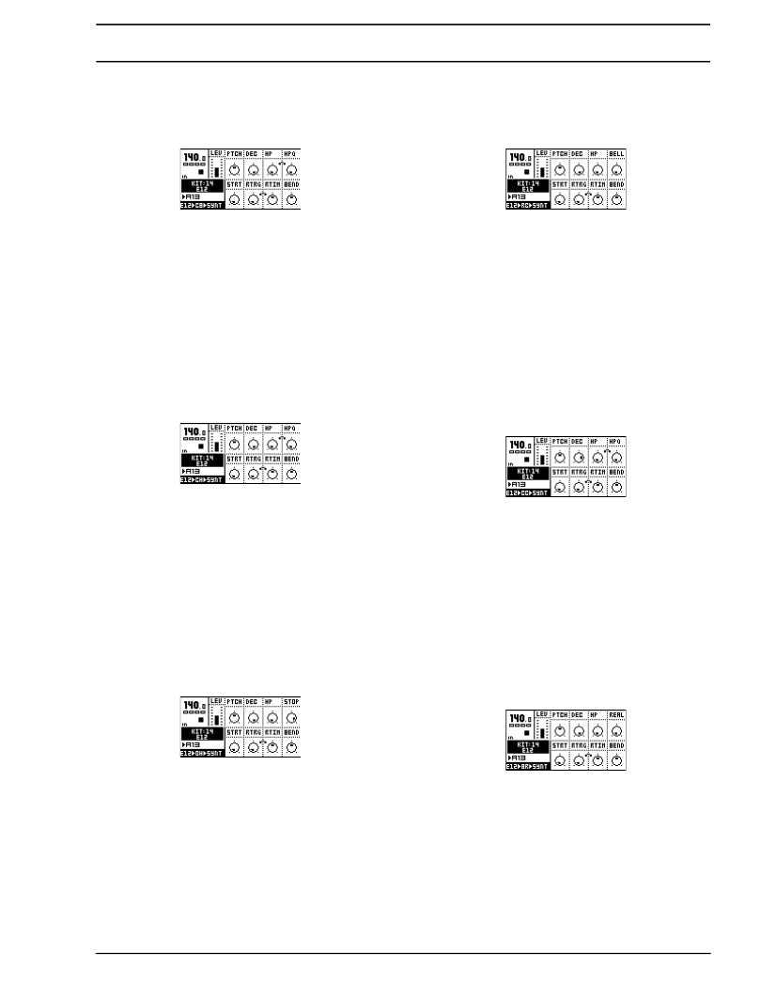 LEV PTCH DEC HP HPQ
140.0
IN
KIT:14 STRT RTRG RTIM BEND
E12
A13
E12▸CB▸SYNT
LEV PTCH DEC HP HPQ
140.0
IN
KIT:14 STRT RTRG RTIM BEND
E12
A13
E12▸CH▸SYNT
LEV PTCH DEC HP STOP
140.0
IN
KIT:14 STRT RTRG RTIM BEND
E12
A13
E12▸OH▸SYNT
LEV PTCH DEC HP BELL
140.0
IN
KIT:14 STRT RTRG RTIM BEND
E12
A13
E12▸RC▸SYNT
LEV PTCH DEC HP HPQ
140.0
IN
KIT:14 STRT RTRG RTIM BEND
E12
A13
E12▸CC▸SYNT
LEV PTCH DEC HP REAL
140.0
IN
KIT:14 STRT RTRG RTIM BEND
E12
A13
E12▸BR▸SYNT